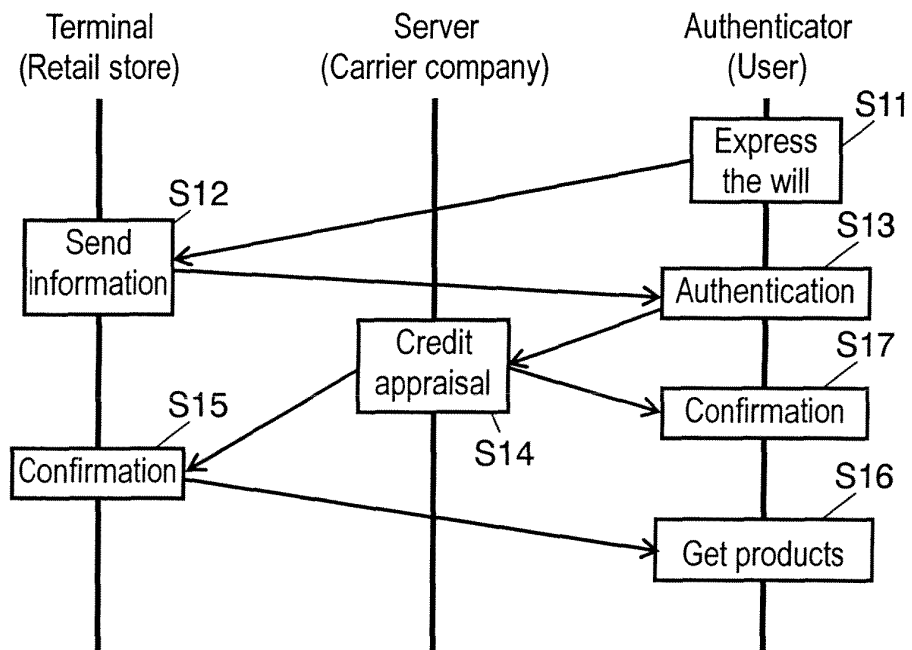 Terminal
(Retail store)
Server
(Carrier company)
Authenticator
(User)
S11
Express
the will
S12
Send
information
S13
Authentication
Credit
appraisal
S14
S17
Confirmation
S15
Confirmation
S16
Get products